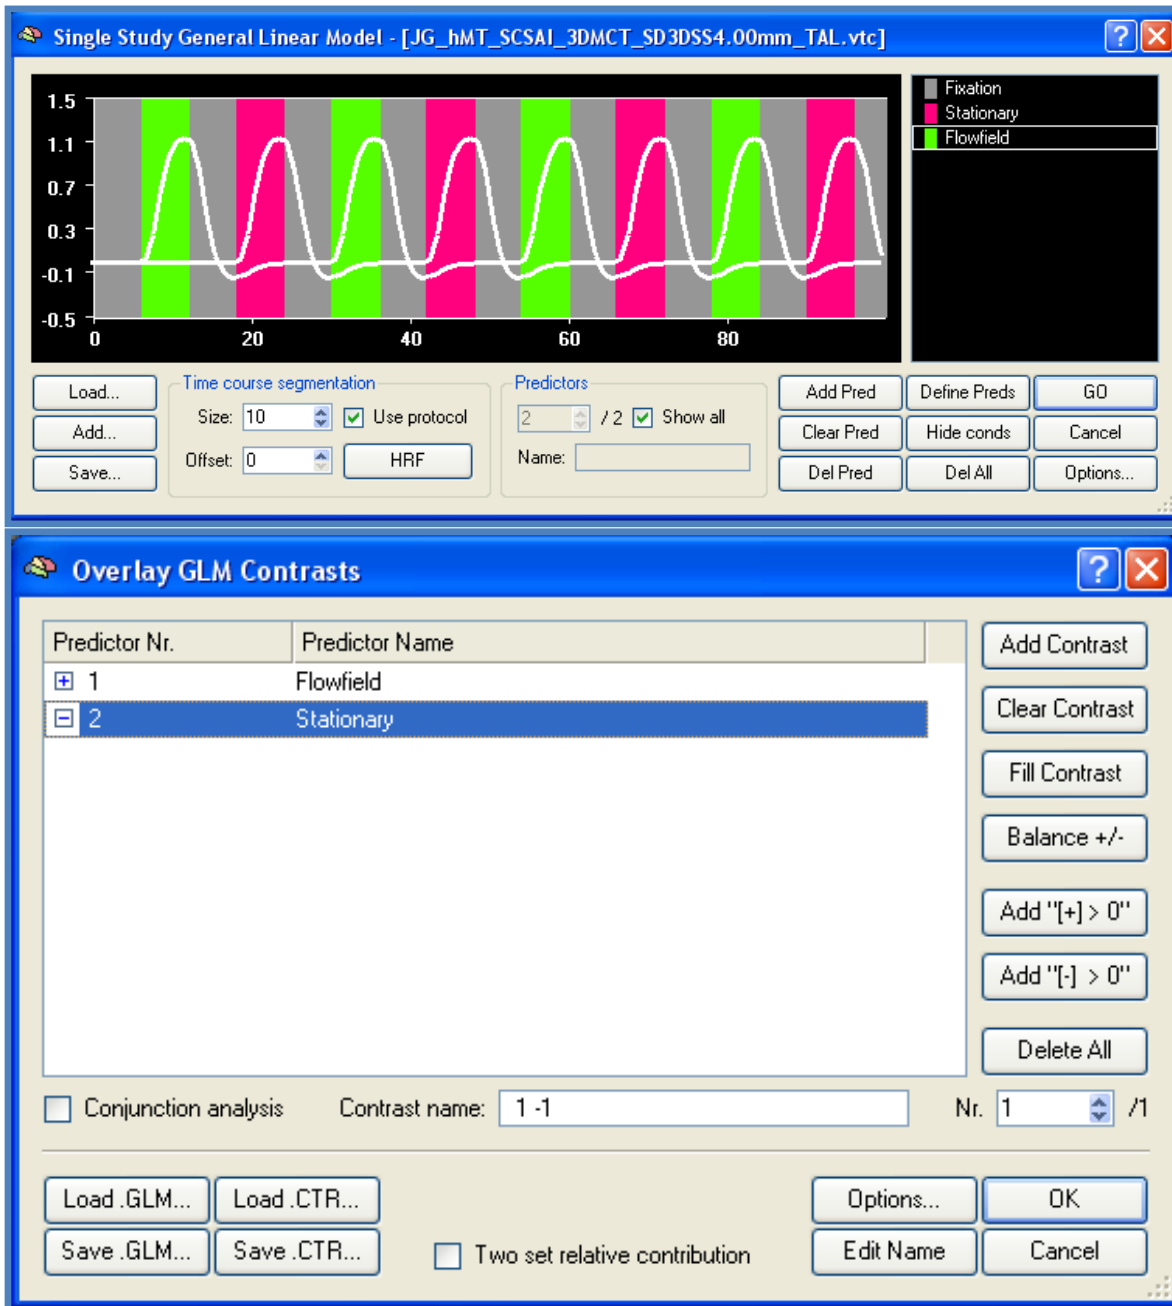 Single Study General Linear Model - [JG_hMT_SCSAI_3DMCT_SD3DSS4.00mm_TAL.vtc]
1.5
1.1
0.7
0.3
-0.1
-0.5
0 20 40 60 80
Fixation
Stationary
Flowfield
Load...
Add...
Save...
Time course segmentation
Size: 10 Use protocol
Offset: 0 HRF
Predictors
2 / 2 Show all
Name:
Add Pred Define Preds GO
Clear Pred Hide conds Cancel
Del Pred Del All Options...
Overlay GLM Contrasts
Predictor Nr. Predictor Name
1 Flowfield
2 Stationary
Add Contrast
Clear Contrast
Fill Contrast
Balance +/-
Add "[+] > 0"
Add "[-] > 0"
Delete All
Conjunction analysis Contrast name: 1 -1 Nr. 1 /1
Load .GLM... Load .CTR... Options... OK
Save .GLM... Save .CTR... Two set relative contribution Edit Name Cancel